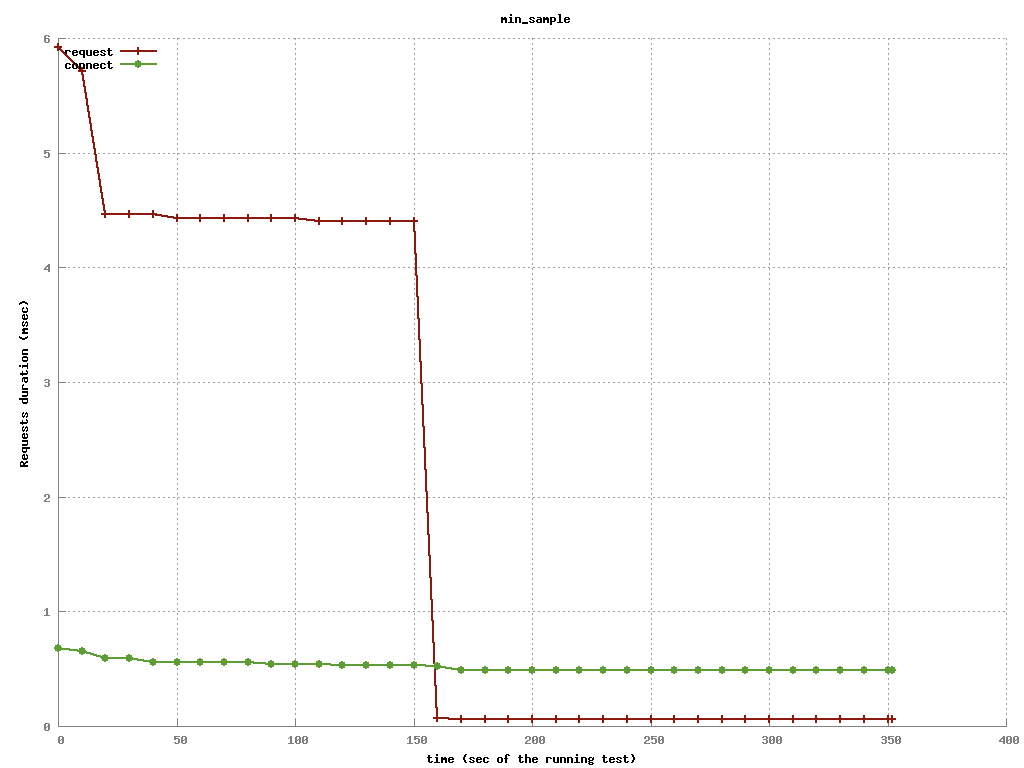 min_sample
request
connect
6
5
4
3
2
1
0
Requests duration (msec)
0 50 100 150 200 250 300 350 400
time (sec of the running test)